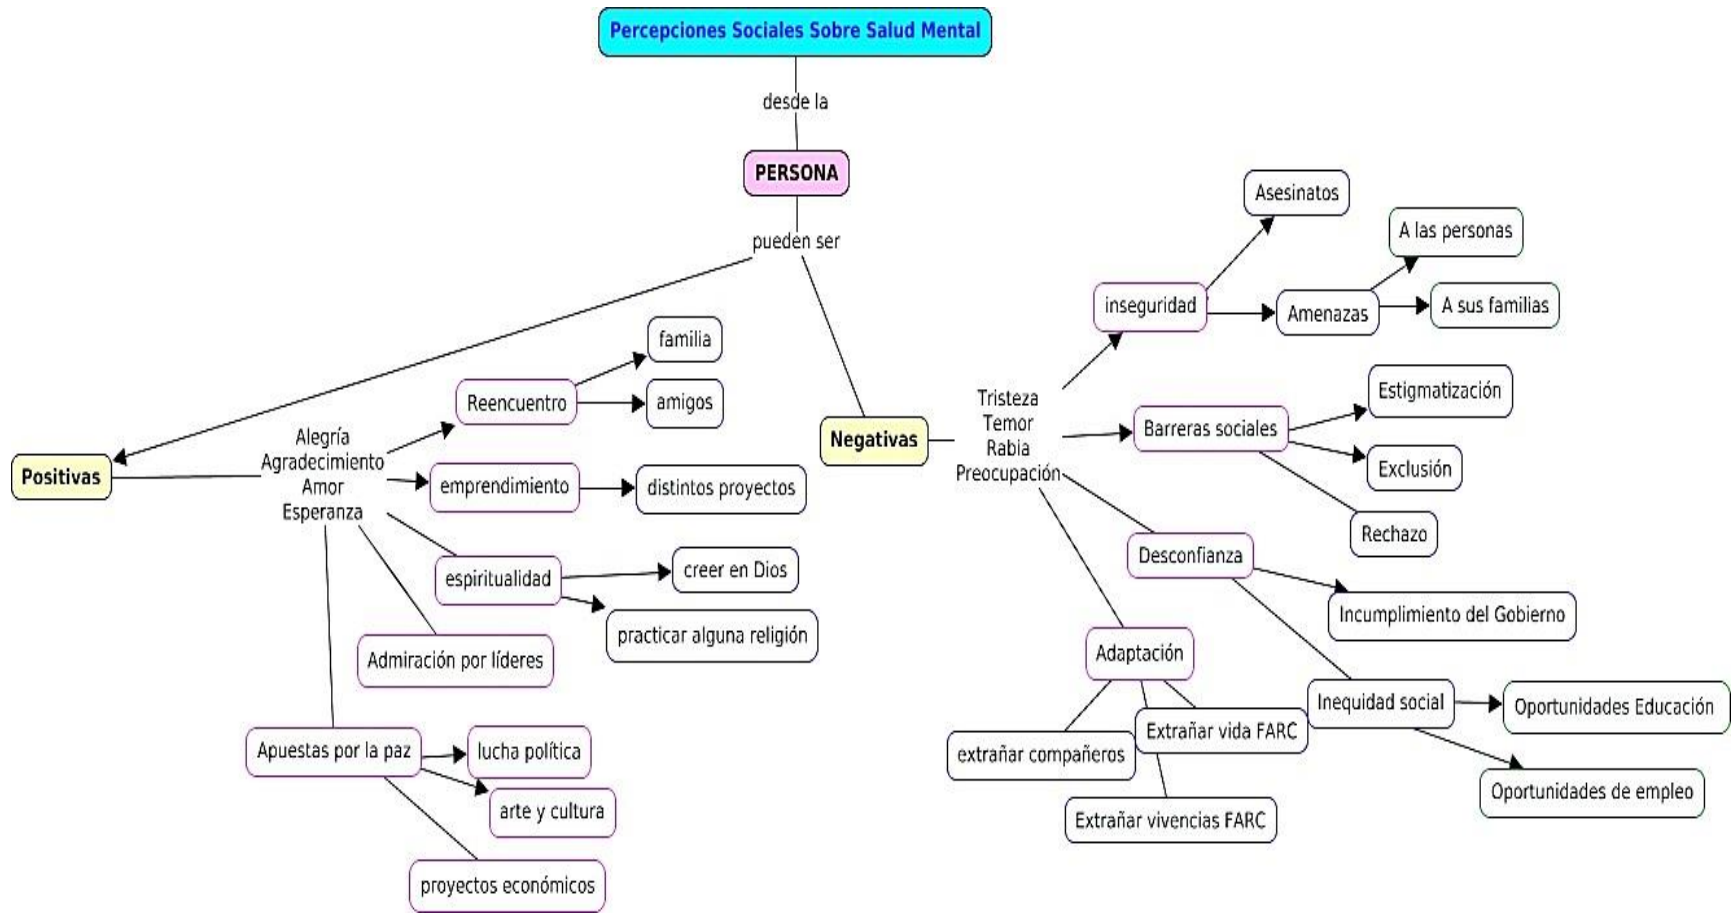 Percepciones Sociales Sobre Salud Mental
desde la
PERSONA
pueden ser
Positivas
Alegría
Agradecimiento
Amor
Esperanza
Reencuentro
familia
amigos
emprendimiento
distintos proyectos
espiritualidad
creer en Dios
practicar alguna religión
Admiración por líderes
Apuestas por la paz
lucha política
arte y cultura
proyectos económicos
Negativas
Tristeza
Temor
Rabia
Preocupación
inseguridad
Asesinatos
Amenazas
A las personas
A sus familias
Barreras sociales
Estigmatización
Exclusión
Rechazo
Desconfianza
Incumplimiento del Gobierno
Inequidad social
Oportunidades Educación
Oportunidades de empleo
Adaptación
extrañar compañeros
Extrañar vida FARC
Extrañar vivencias FARC